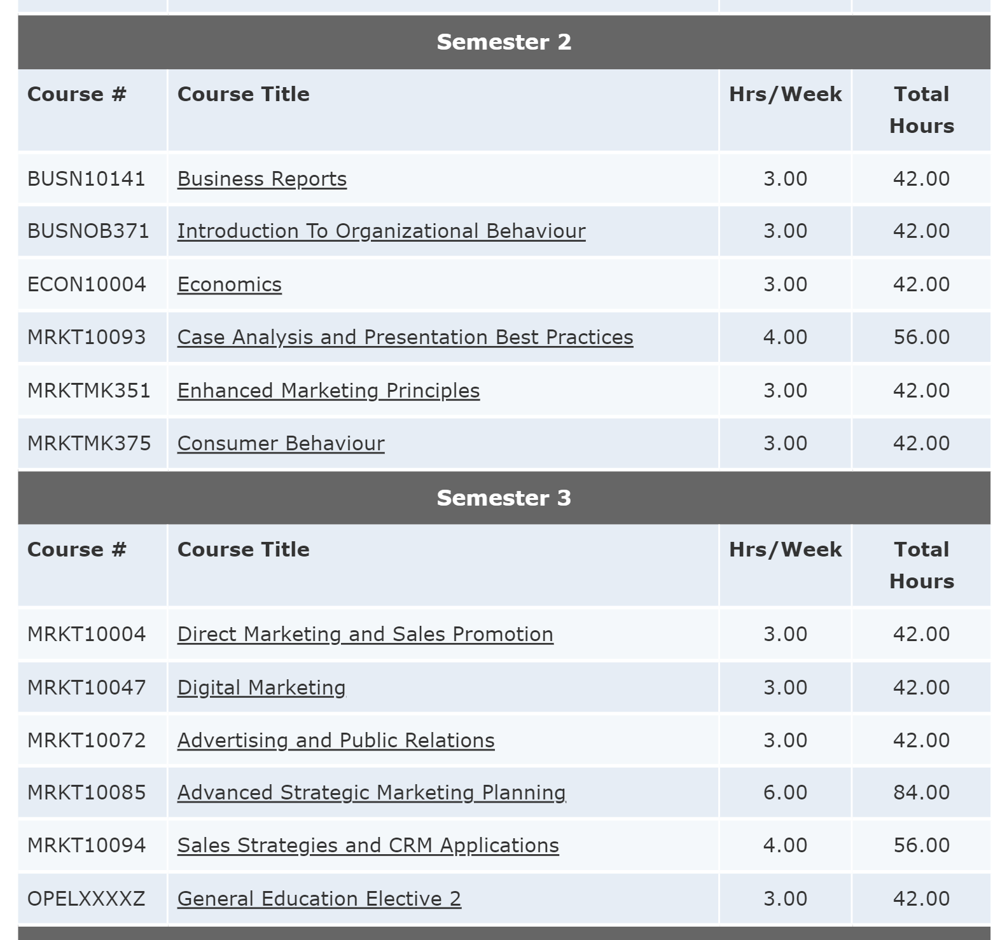 Semester 2
Course # Course Title Hrs/Week Total
Hours
BUSN10141 Business Reports 3.00 42.00
BUSNOB371 Introduction To Organizational Behaviour 3.00 42.00
ECON10004 Economics 3.00 42.00
MRKT10093 Case Analysis and Presentation Best Practices 4.00 56.00
MRKTMK351 Enhanced Marketing Principles 3.00 42.00
MRKTMK375 Consumer Behaviour 3.00 42.00
Semester 3
Course # Course Title Hrs/Week Total
Hours
MRKT10004 Direct Marketing and Sales Promotion 3.00 42.00
MRKT10047 Digital Marketing 3.00 42.00
MRKT10072 Advertising and Public Relations 3.00 42.00
MRKT10085 Advanced Strategic Marketing Planning 6.00 84.00
MRKT10094 Sales Strategies and CRM Applications 4.00 56.00
OPELXXXXZ General Education Elective 2 3.00 42.00